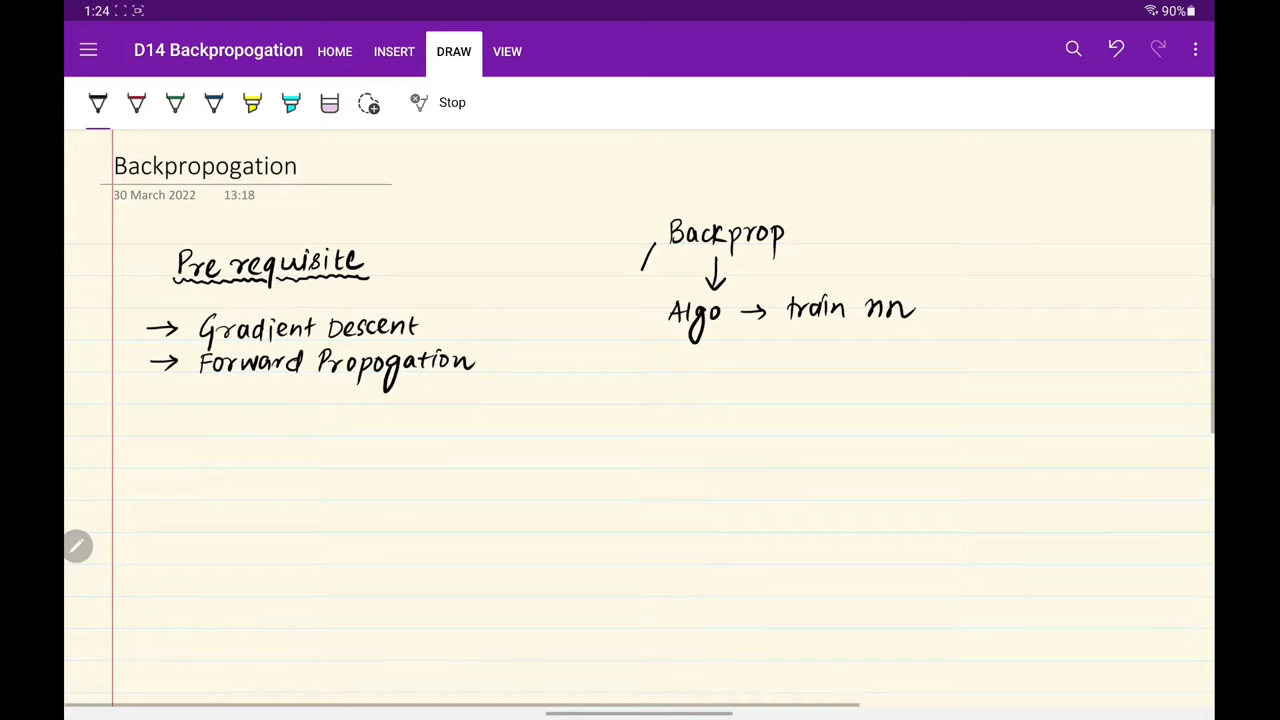 1:24 90%
D14 Backpropogation HOME INSERT DRAW VIEW
Stop
Backpropogation
30 March 2022 13:18
Pre requisite
→ Gradient Descent
→ Forward Propogation
Backprop
↓
Algo → train nn